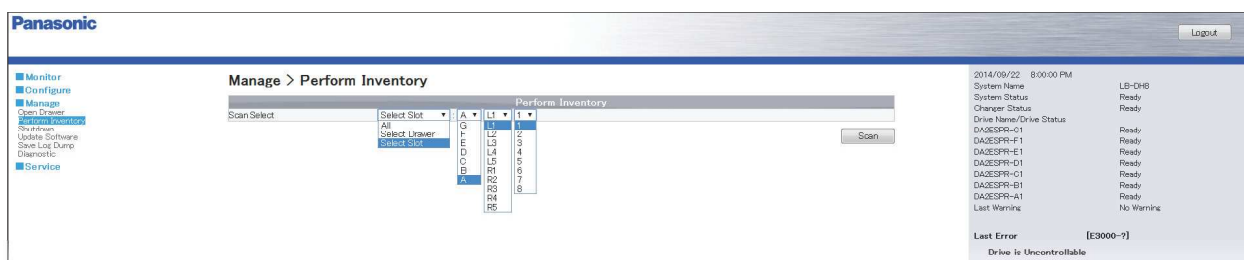 Panasonic
Logout
Monitor
Configure
Manage
Open Drawer
Perform Inventory
Shutdown
Update Software
Save Log Dump
Diagnostic
Service
Manage > Perform Inventory
Perform Inventory
Scan Select
Select Slot : A L1 1
All
Select Drawer
Select Slot
G
F
E
D
C
B
A
L1
L2
L3
L4
L5
R1
R2
R3
R4
R5
1
2
3
4
5
6
7
8
Scan
2014/09/22 8:00:00 PM
System Name LB-DH8
System Status Ready
Changer Status Ready
Drive Name/Drive Status
DA2ESPR-G1 Ready
DA2ESPR-F1 Ready
DA2ESPR-E1 Ready
DA2ESPR-D1 Ready
DA2ESPR-C1 Ready
DA2ESPR-B1 Ready
DA2ESPR-A1 Ready
Last Warning No Warning
Last Error [E3000-?]
Drive is Uncontrollable